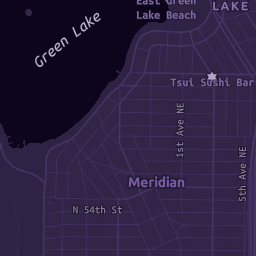 East Green
Lake Beach
LAKE
Green Lake
Tsui Sushi Bar
1st Ave NE
5th Ave NE
Meridian
N 54th St